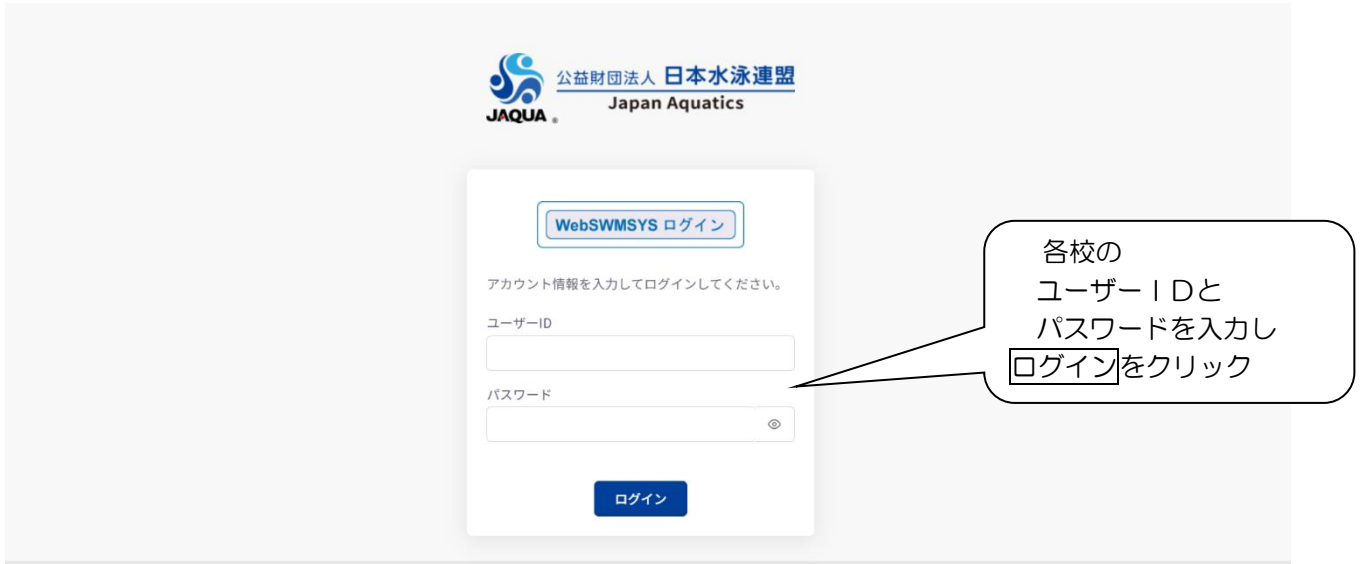 公益財団法人 日本水泳連盟
Japan Aquatics
JAQUA ®
WebSWMSYS ログイン
アカウント情報を入力してログインしてください。
ユーザーID
パスワード
ログイン
各校の
ユーザーＩＤと
パスワードを入力し
ログインをクリック